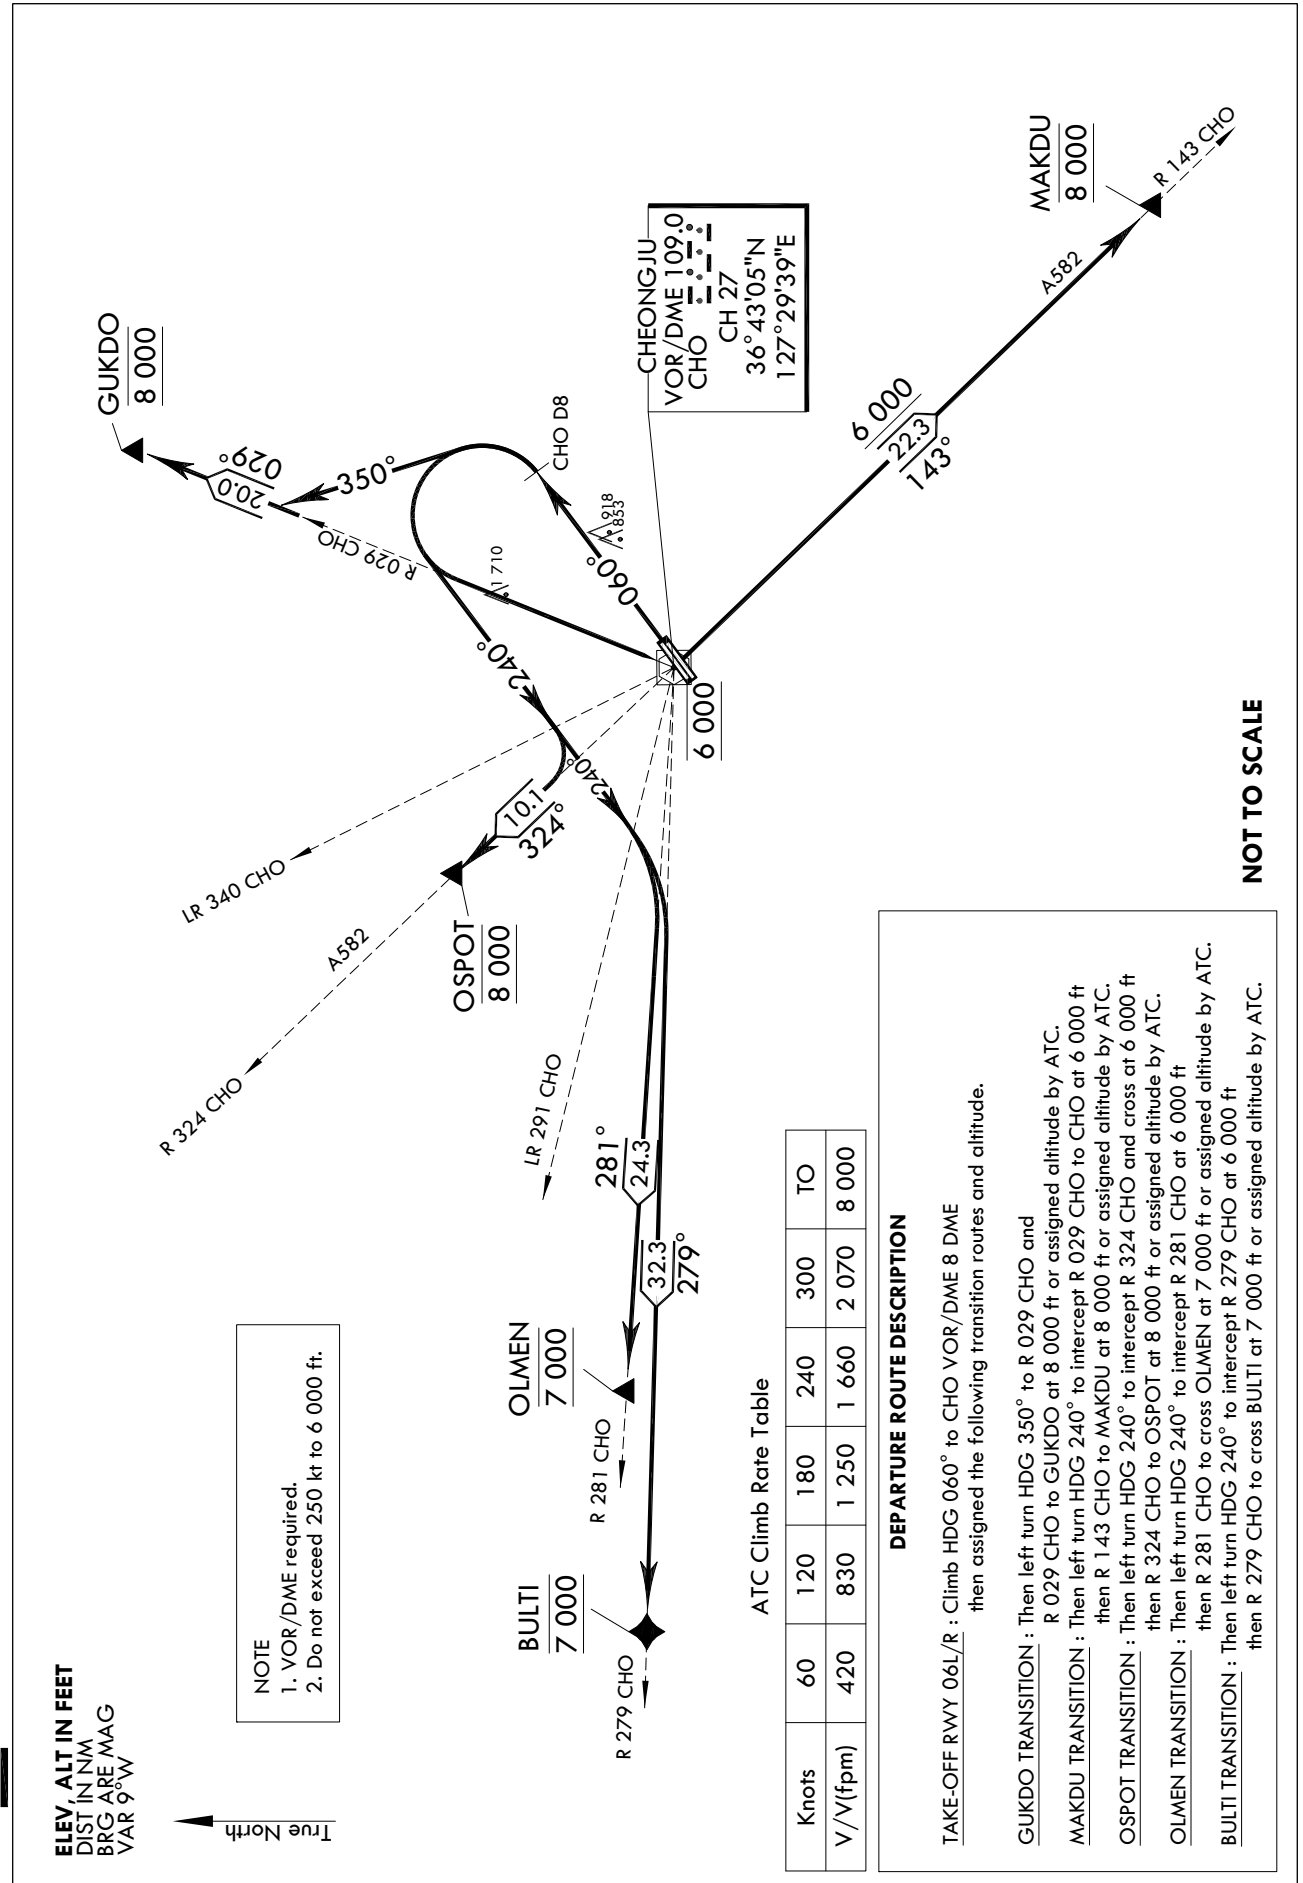 ELEV, ALT IN FEET
DIST IN NM
BRG ARE MAG
VAR 9°W
True North
NOTE
1. VOR/DME required.
2. Do not exceed 250 kt to 6 000 ft.
GUKDO
8 000
029°
20.0
350°
R 029 CHO
CHO D8
918
853
1 710
060°
240°
240°
LR 340 CHO
A582
R 324 CHO
OSPOT
8 000
10.1
324°
LR 291 CHO
CHEONGJU
VOR/DME 109.0
CHO
CH 27
36°43'05"N
127°29'39"E
6 000
6 000
22.3
143°
A582
MAKDU
8 000
R 143 CHO
281°
24.3
32.3
279°
OLMEN
7 000
R 281 CHO
BULTI
7 000
R 279 CHO
NOT TO SCALE
ATC Climb Rate Table
Knots 60 120 180 240 300 TO
V/V(fpm) 420 830 1 250 1 660 2 070 8 000
DEPARTURE ROUTE DESCRIPTION
TAKE-OFF RWY 06L/R : Climb HDG 060° to CHO VOR/DME 8 DME
then assigned the following transition routes and altitude.
GUKDO TRANSITION : Then left turn HDG 350° to R 029 CHO and
R 029 CHO to GUKDO at 8 000 ft or assigned altitude by ATC.
MAKDU TRANSITION : Then left turn HDG 240° to intercept R 029 CHO to CHO at 6 000 ft
then R 143 CHO to MAKDU at 8 000 ft or assigned altitude by ATC.
OSPOT TRANSITION : Then left turn HDG 240° to intercept R 324 CHO and cross at 6 000 ft
then R 324 CHO to OSPOT at 8 000 ft or assigned altitude by ATC.
OLMEN TRANSITION : Then left turn HDG 240° to intercept R 281 CHO at 6 000 ft
then R 281 CHO to cross OLMEN at 7 000 ft or assigned altitude by ATC.
BULTI TRANSITION : Then left turn HDG 240° to intercept R 279 CHO at 6 000 ft
then R 279 CHO to cross BULTI at 7 000 ft or assigned altitude by ATC.